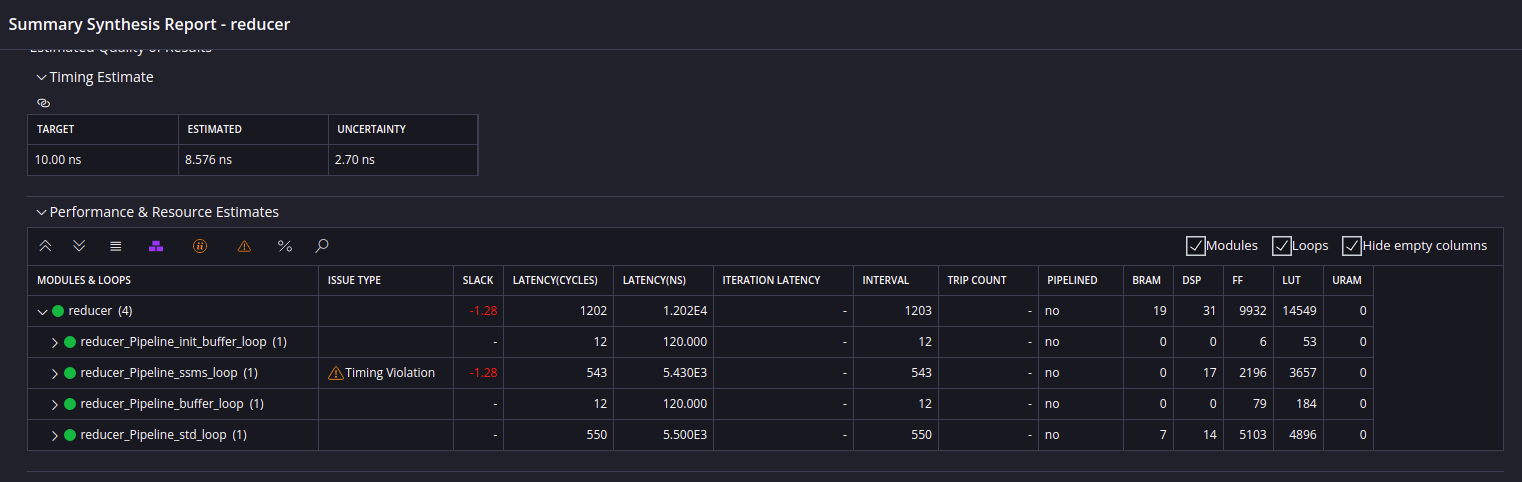 Summary Synthesis Report - reducer
Estimated Quality of Results
Timing Estimate
TARGET ESTIMATED UNCERTAINTY
10.00 ns 8.576 ns 2.70 ns
Performance & Resource Estimates
% Modules Loops Hide empty columns
MODULES & LOOPS ISSUE TYPE SLACK LATENCY(CYCLES) LATENCY(NS) ITERATION LATENCY INTERVAL TRIP COUNT PIPELINED BRAM DSP FF LUT URAM
reducer (4) -1.28 1202 1.202E4 - 1203 - no 19 31 9932 14549 0
reducer_Pipeline_init_buffer_loop (1) - 12 120.000 - 12 - no 0 0 6 53 0
reducer_Pipeline_ssms_loop (1) Timing Violation -1.28 543 5.430E3 - 543 - no 0 17 2196 3657 0
reducer_Pipeline_buffer_loop (1) - 12 120.000 - 12 - no 0 0 79 184 0
reducer_Pipeline_std_loop (1) - 550 5.500E3 - 550 - no 7 14 5103 4896 0